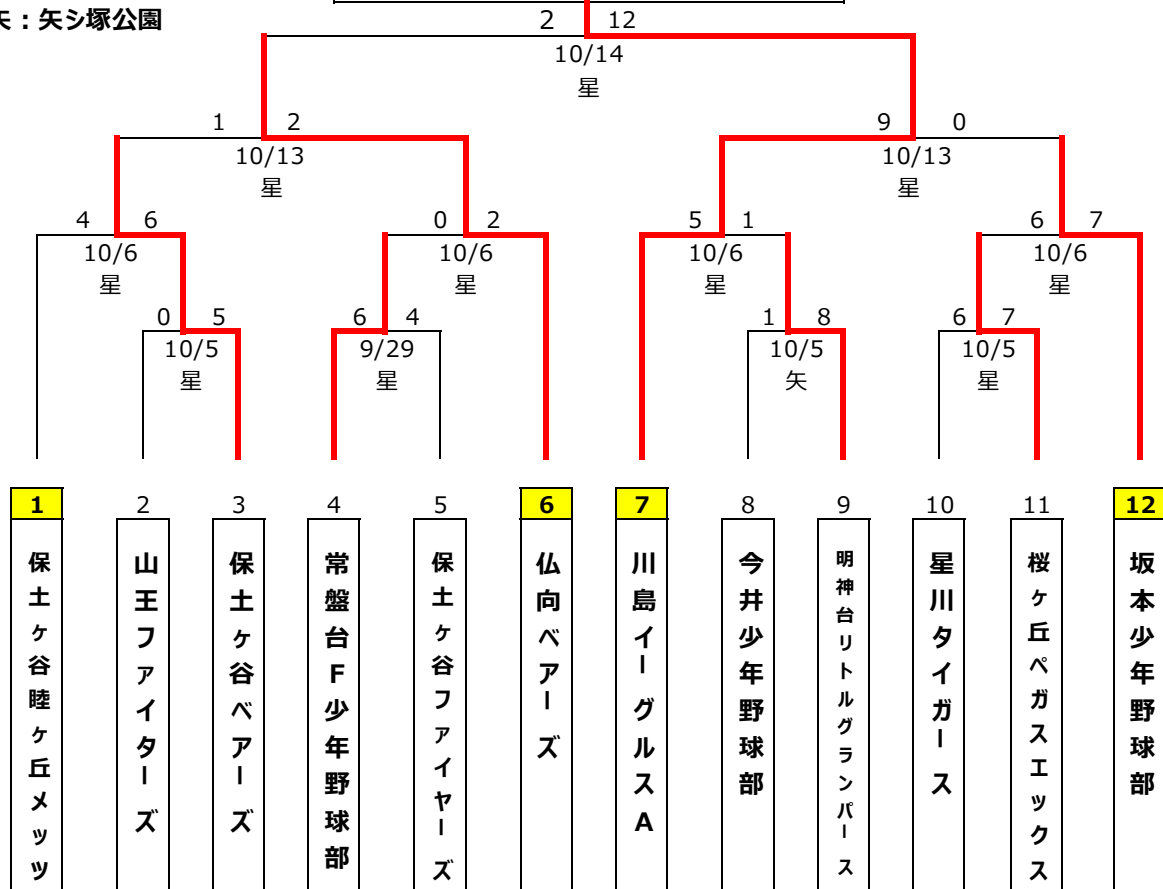 矢：矢シ塚公園
2 12
10/14
星
1 2
10/13
星
9 0
10/13
星
4 6
10/6
星
0 2
10/6
星
5 1
10/6
星
6 7
10/6
星
0 5
10/5
星
6 4
9/29
星
1 8
10/5
矢
6 7
10/5
星
1
保土ヶ谷睦ヶ丘メッツ
2
山王ファイターズ
3
保土ヶ谷ベアーズ
4
常盤台F少年野球部
5
保土ヶ谷ファイヤーズ
6
仏向ベアーズ
7
川島イーグルスA
8
今井少年野球部
9
明神台リトルグランパース
10
星川タイガース
11
桜ヶ丘ペガスエックス
12
坂本少年野球部